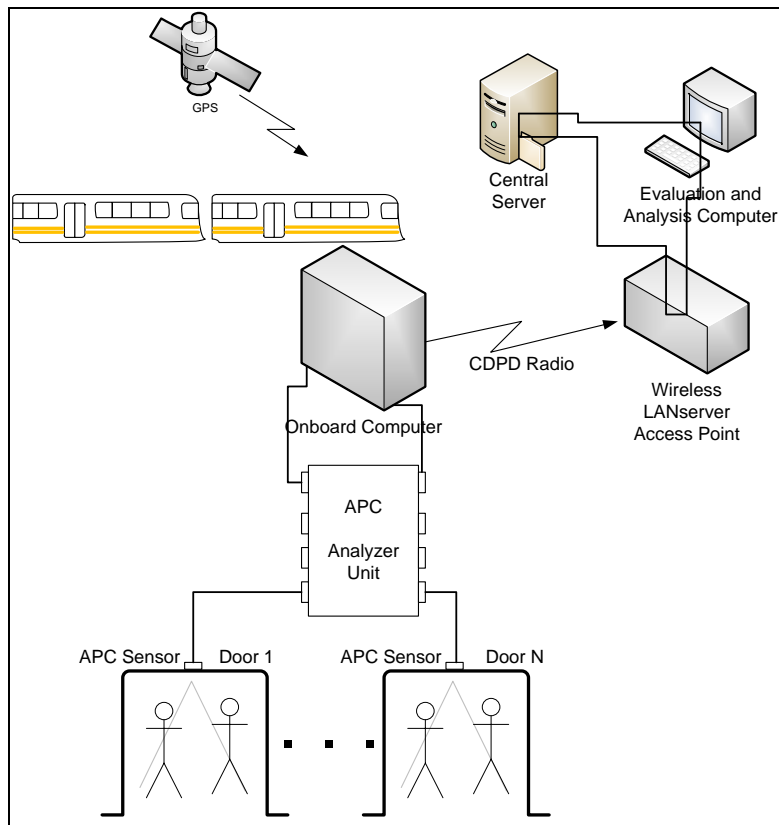 GPS
Central
Server
Evaluation and
Analysis Computer
CDPD Radio
Wireless
LANserver
Access Point
Onboard Computer
APC
Analyzer
Unit
APC Sensor
Door 1
APC Sensor
Door N